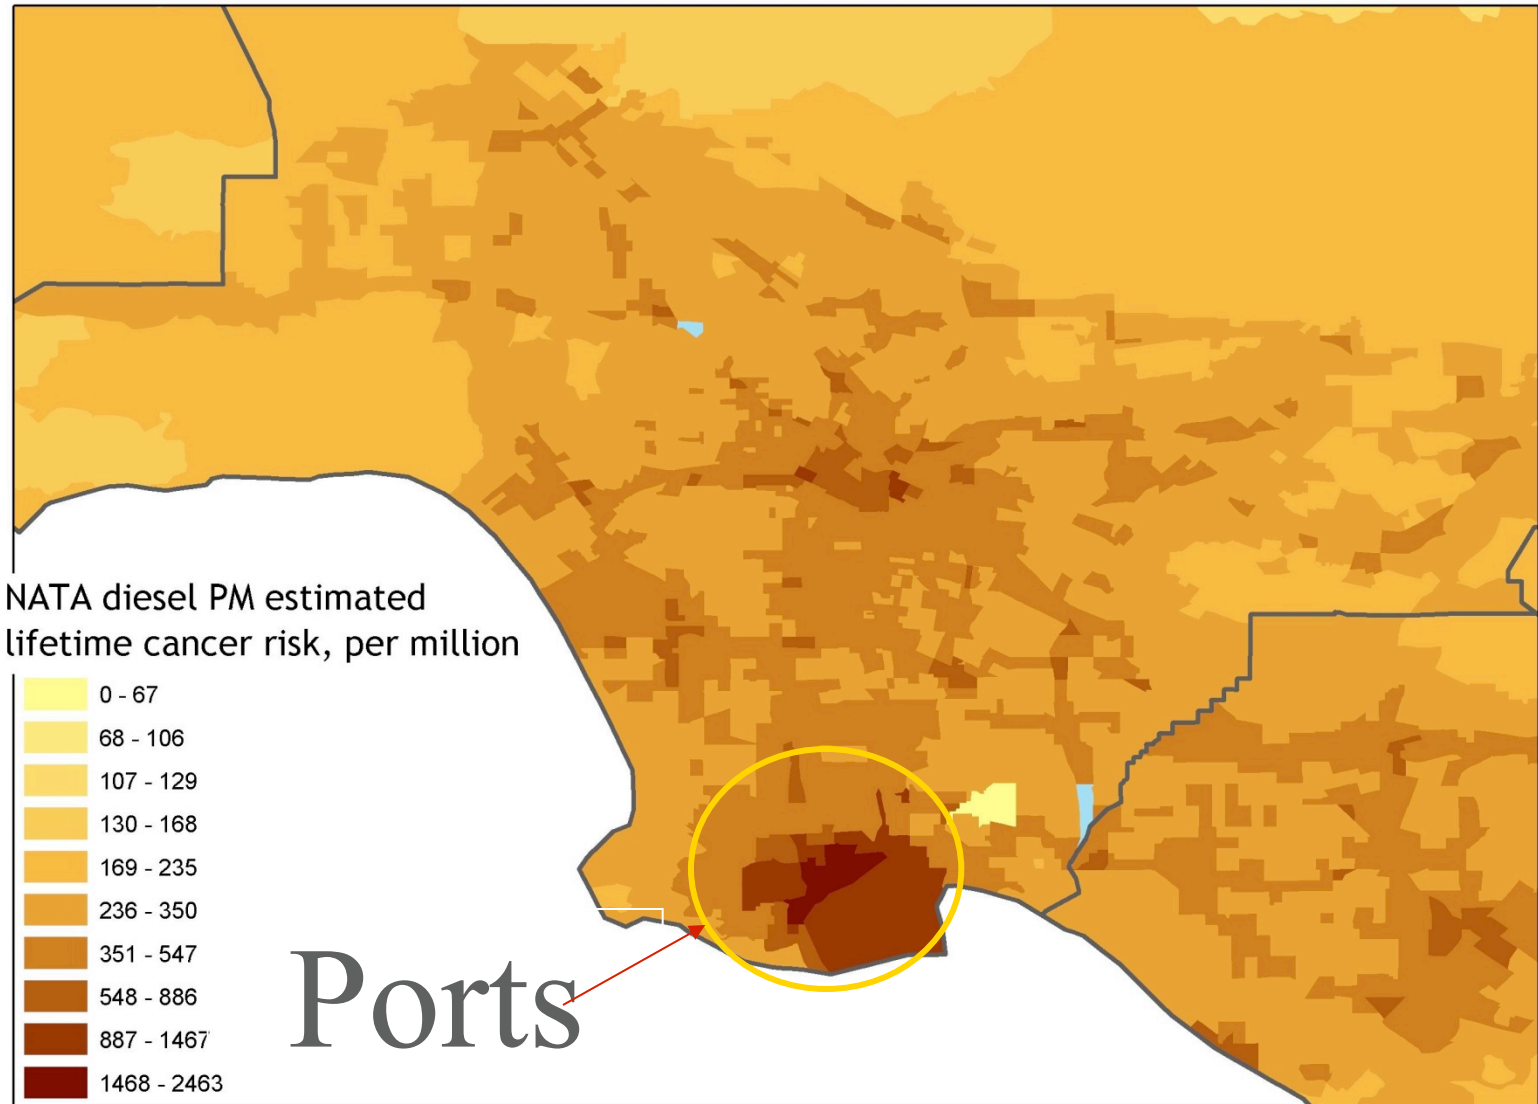 NATA diesel PM estimated
lifetime cancer risk, per million
0 - 67
68 - 106
107 - 129
130 - 168
169 - 235
236 - 350
351 - 547
548 - 886
887 - 1467
1468 - 2463
Ports